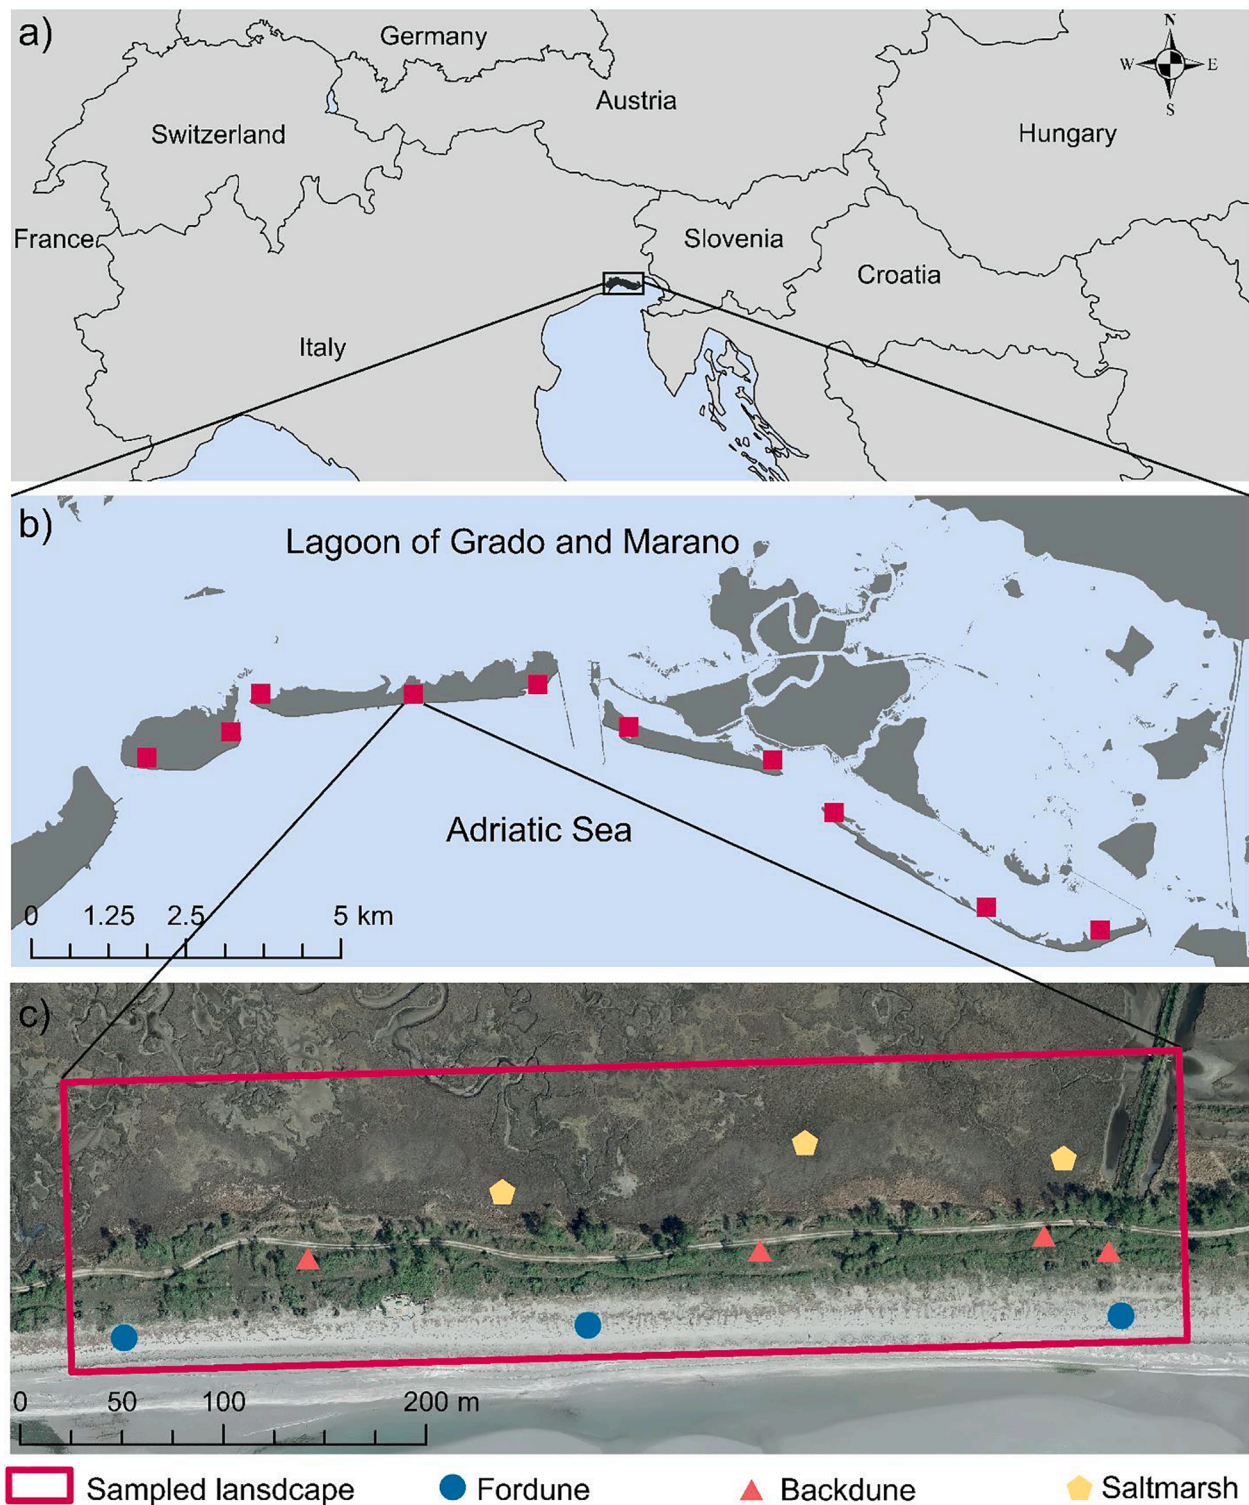 a)
Germany
N
W E
S
Austria
Switzerland
Hungary
France
Slovenia
Croatia
Italy
b)
Lagoon of Grado and Marano
Adriatic Sea
0 1.25 2.5 5 km
c)
0 50 100 200 m
Sampled lansdcape
Fordune
Backdune
Saltmarsh